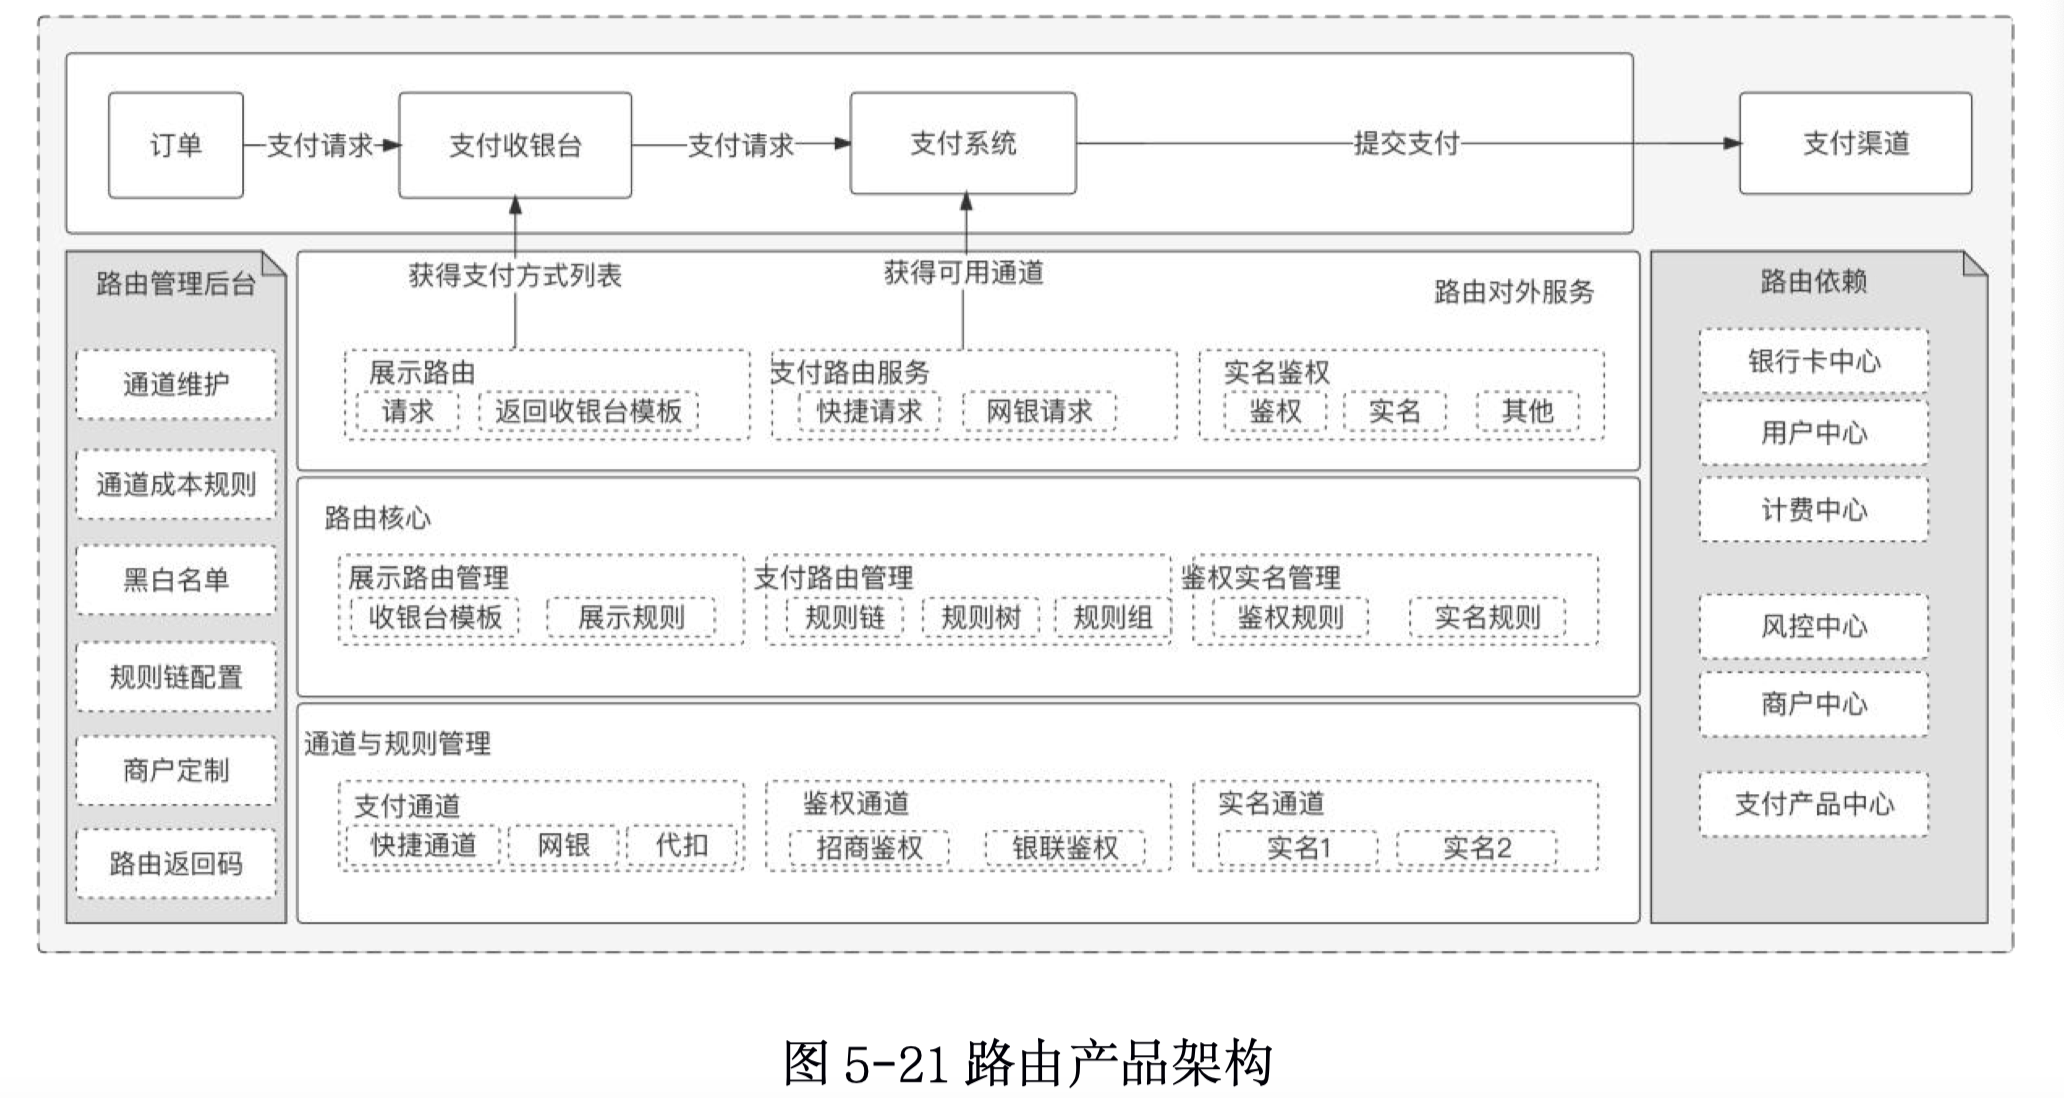 订单
支付请求
支付收银台
支付请求
支付系统
提交支付
支付渠道
路由管理后台
通道维护
通道成本规则
黑白名单
规则链配置
商户定制
路由返回码
获得支付方式列表
获得可用通道
路由对外服务
展示路由
请求
返回收银台模板
支付路由服务
快捷请求
网银请求
实名鉴权
鉴权
实名
其他
路由核心
展示路由管理
收银台模板
展示规则
支付路由管理
规则链
规则树
规则组
鉴权实名管理
鉴权规则
实名规则
通道与规则管理
支付通道
快捷通道
网银
代扣
鉴权通道
招商鉴权
银联鉴权
实名通道
实名1
实名2
路由依赖
银行卡中心
用户中心
计费中心
风控中心
商户中心
支付产品中心
图 5-21 路由产品架构